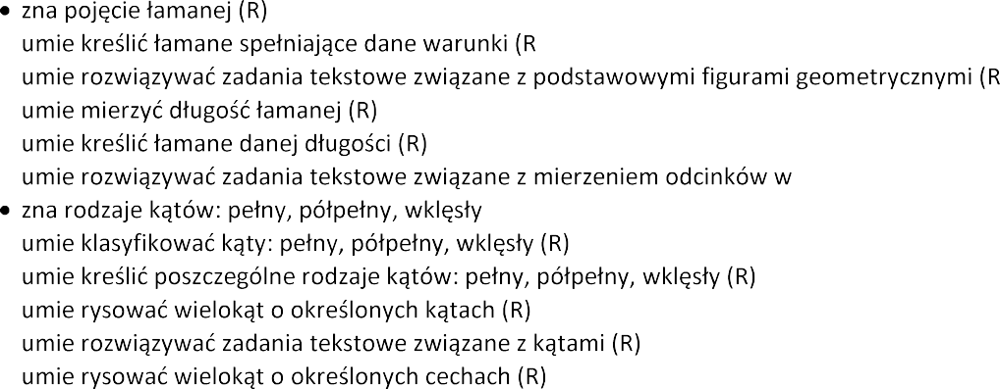 • zna pojęcie łamanej (R)
umie kreślić łamane spełniające dane warunki (R
umie rozwiązywać zadania tekstowe związane z podstawowymi figurami geometrycznymi (R
umie mierzyć długość łamanej (R)
umie kreślić łamane danej długości (R)
umie rozwiązywać zadania tekstowe związane z mierzeniem odcinków w
• zna rodzaje kątów: pełny, półpełny, wklęsły
umie klasyfikować kąty: pełny, półpełny, wklęsły (R)
umie kreślić poszczególne rodzaje kątów: pełny, półpełny, wklęsły (R)
umie rysować wielokąt o określonych kątach (R)
umie rozwiązywać zadania tekstowe związane z kątami (R)
umie rysować wielokąt o określonych cechach (R)